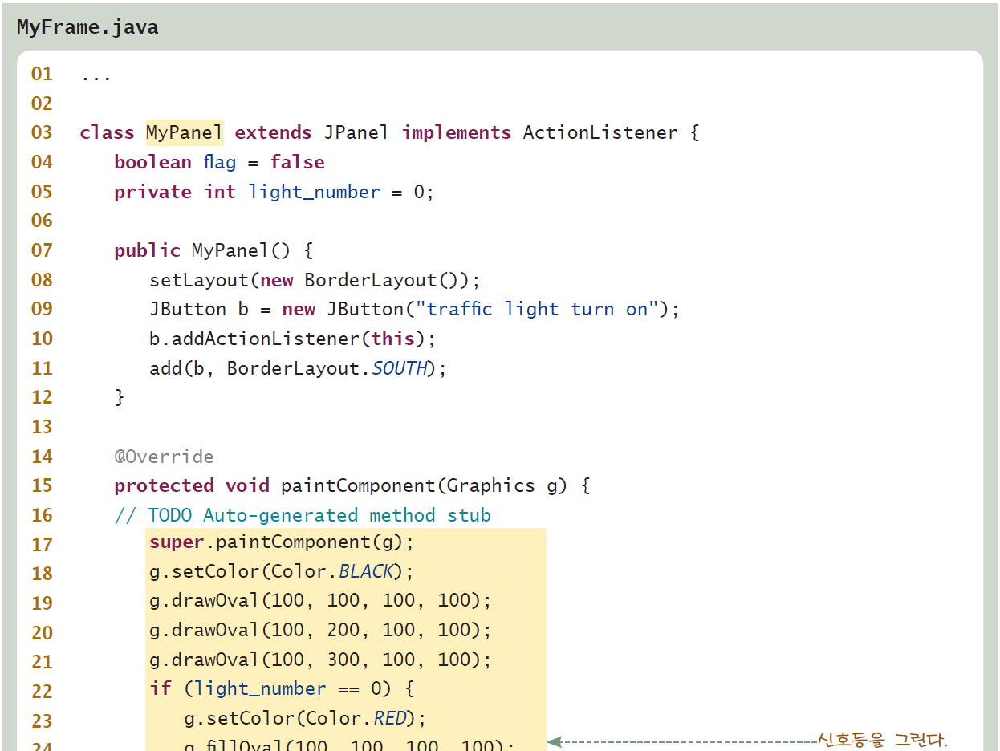 MyFrame.java
01 ...
02
03 class MyPanel extends JPanel implements ActionListener {
04 boolean flag = false
05 private int light_number = 0;
06
07 public MyPanel() {
08 setLayout(new BorderLayout());
09 JButton b = new JButton("traffic light turn on");
10 b.addActionListener(this);
11 add(b, BorderLayout.SOUTH);
12 }
13
14 @Override
15 protected void paintComponent(Graphics g) {
16 // TODO Auto-generated method stub
17 super.paintComponent(g);
18 g.setColor(Color.BLACK);
19 g.drawOval(100, 100, 100, 100);
20 g.drawOval(100, 200, 100, 100);
21 g.drawOval(100, 300, 100, 100);
22 if (light_number == 0) {
23 g.setColor(Color.RED);
24 g.fillOval(100, 100, 100, 100); 신호등을 그린다.